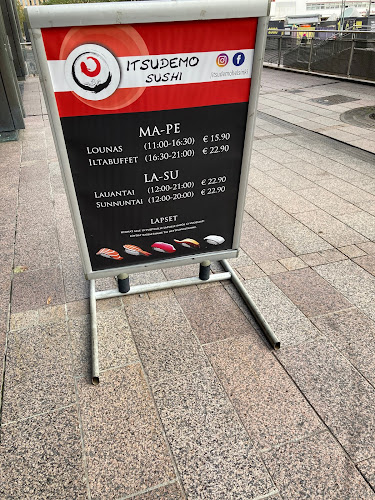 ITSUDEMO
SUSHI
MA-PE
LOUNAS (11:00-16:30) € 15.90
ILTABUFFET (16:30-21:00) € 22.90
LA-SU
LAUANTAI (12:00-21:00) € 22.90
SUNNUNTAI (12:00-20:00) € 22.90
LAPSET